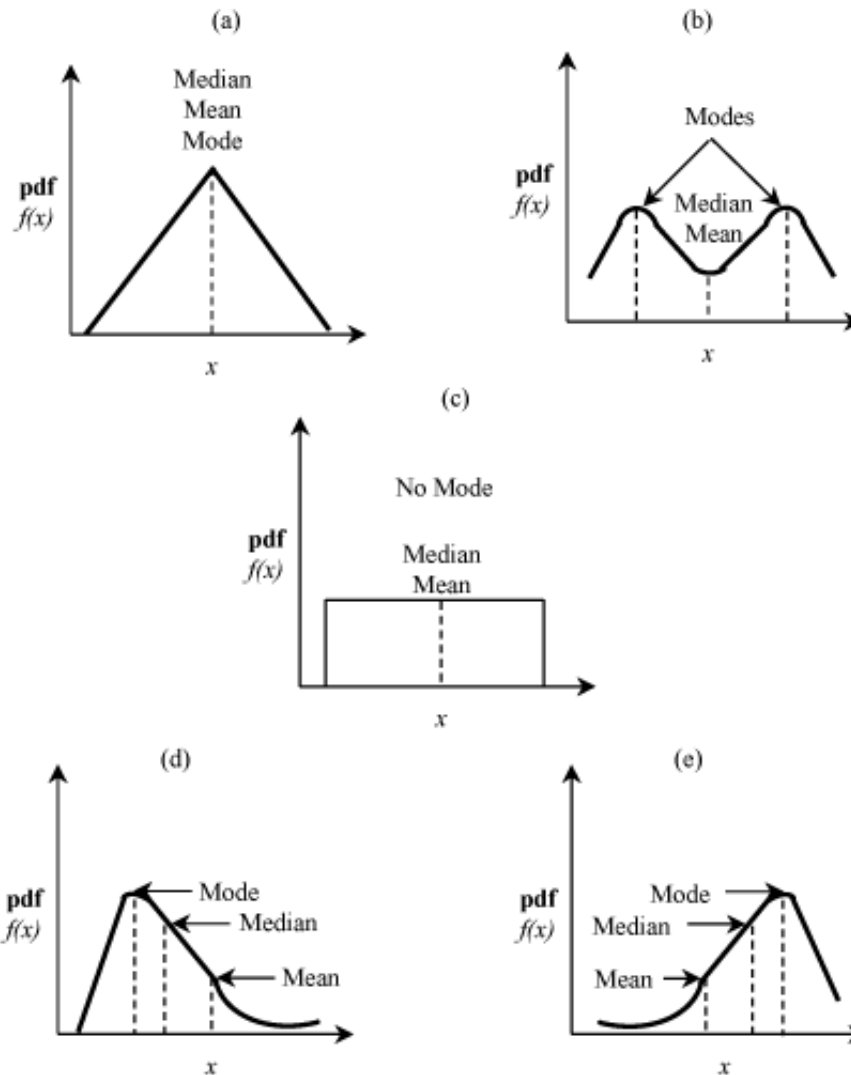 (a)
Median
Mean
Mode
pdf
f(x)
x
(b)
Modes
Median
Mean
pdf
f(x)
x
(c)
No Mode
Median
Mean
pdf
f(x)
x
(d)
Mode
Median
Mean
pdf
f(x)
x
(e)
Mode
Median
Mean
pdf
f(x)
x